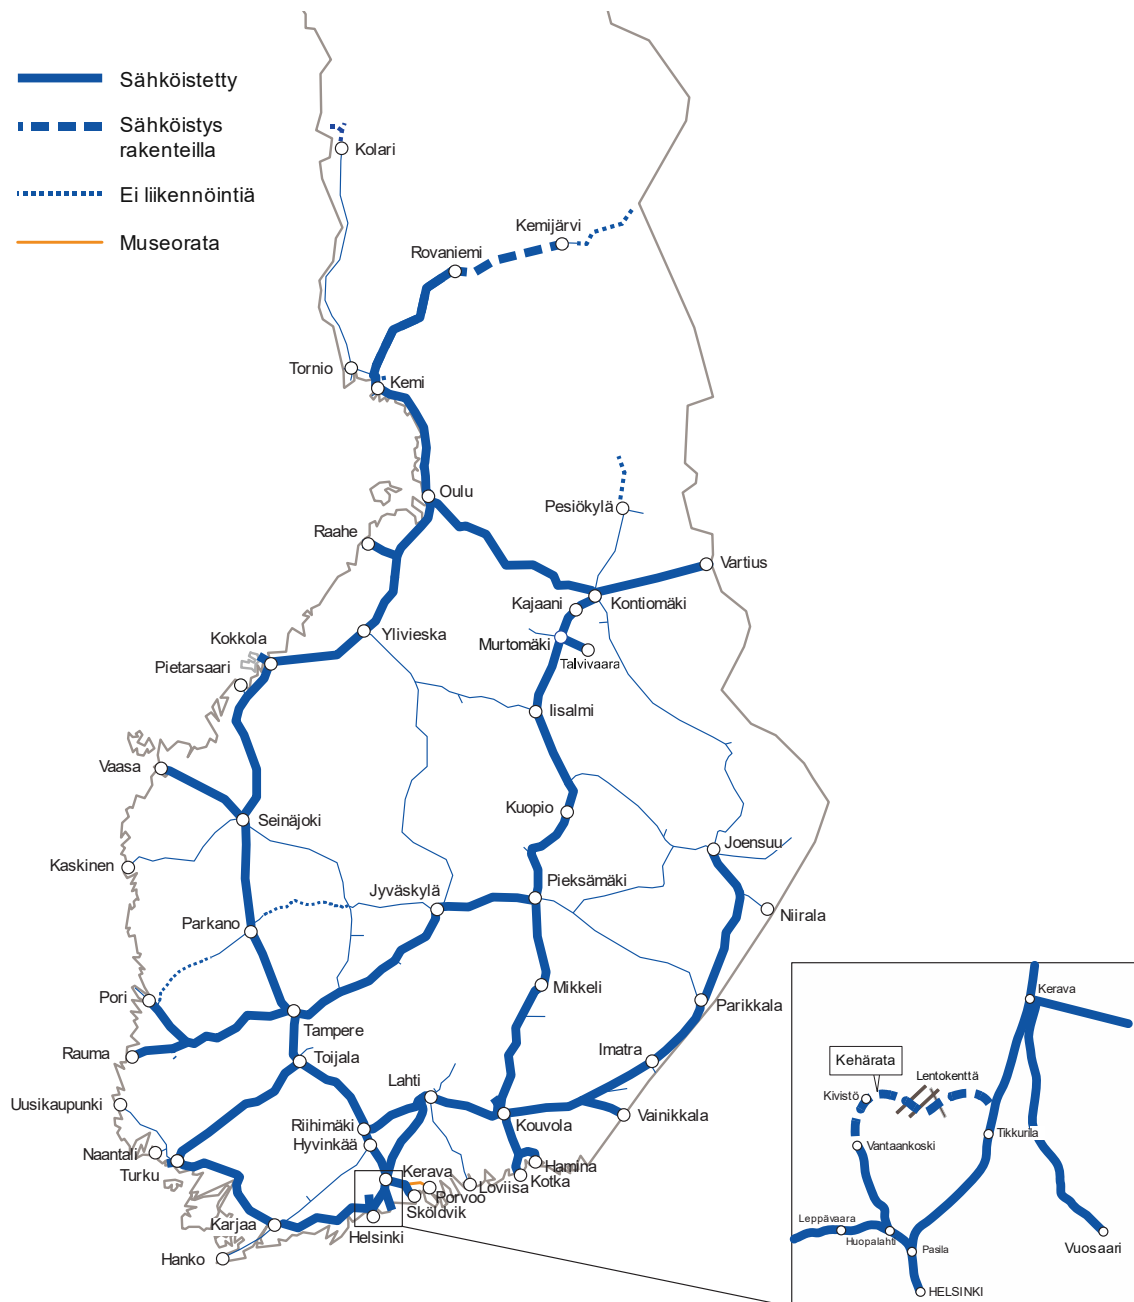 Sähköistetty
Sähköistys
rakenteilla
Ei liikennöintiä
Museorata
Kolari
Kemijärvi
Rovaniemi
Tornio
Kemi
Oulu
Pesiökylä
Raahe
Vartius
Kajaani
Kontiomäki
Ylivieska
Kokkola
Murtomäki
Talvivaara
Pietarsaari
Iisalmi
Vaasa
Kuopio
Seinäjoki
Joensuu
Kaskinen
Jyväskylä
Pieksämäki
Niirala
Parkano
Pori
Mikkeli
Parikkala
Tampere
Rauma
Toijala
Imatra
Lahti
Uusikaupunki
Riihimäki
Kouvola
Vainikkala
Hyvinkää
Naantali
Turku
Kerava
Hamina
Kotka
Loviisa
Porvoo
Sköldvik
Karjaa
Helsinki
Hanko
Kerava
Kehärata
Lentokenttä
Kivistö
Tikkurila
Vantaankoski
Leppävaara
Huopalahti
Pasila
Vuosaari
HELSINKI